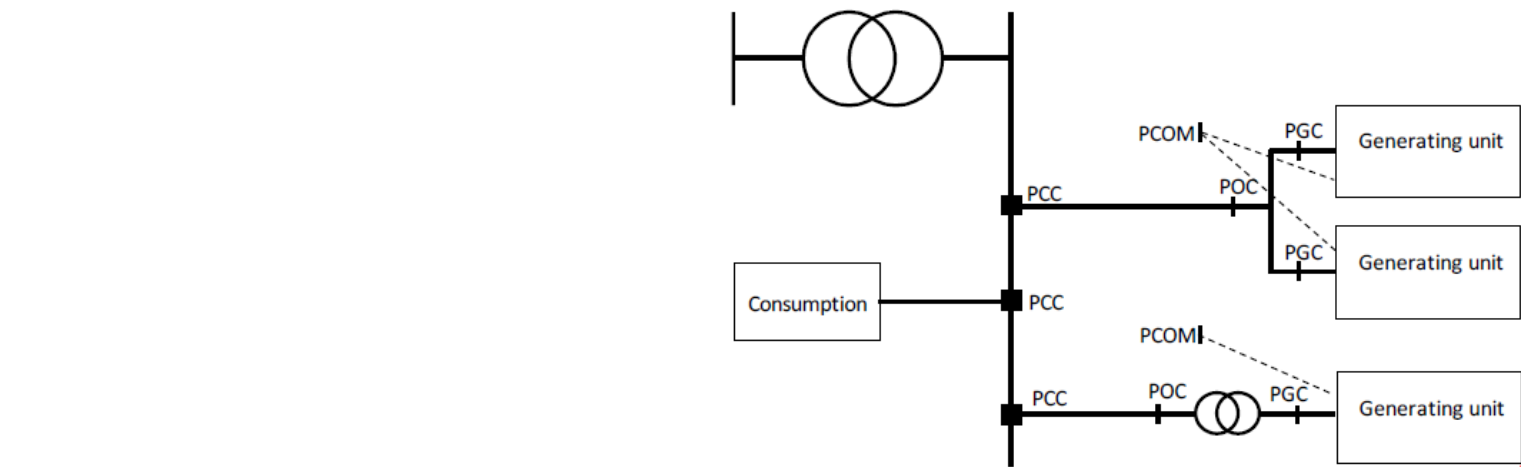 PGC
Generating unit
PCOM
POC
PCC
PGC
Generating unit
Consumption
PCC
PCOM
PCC
POC
PGC
Generating unit